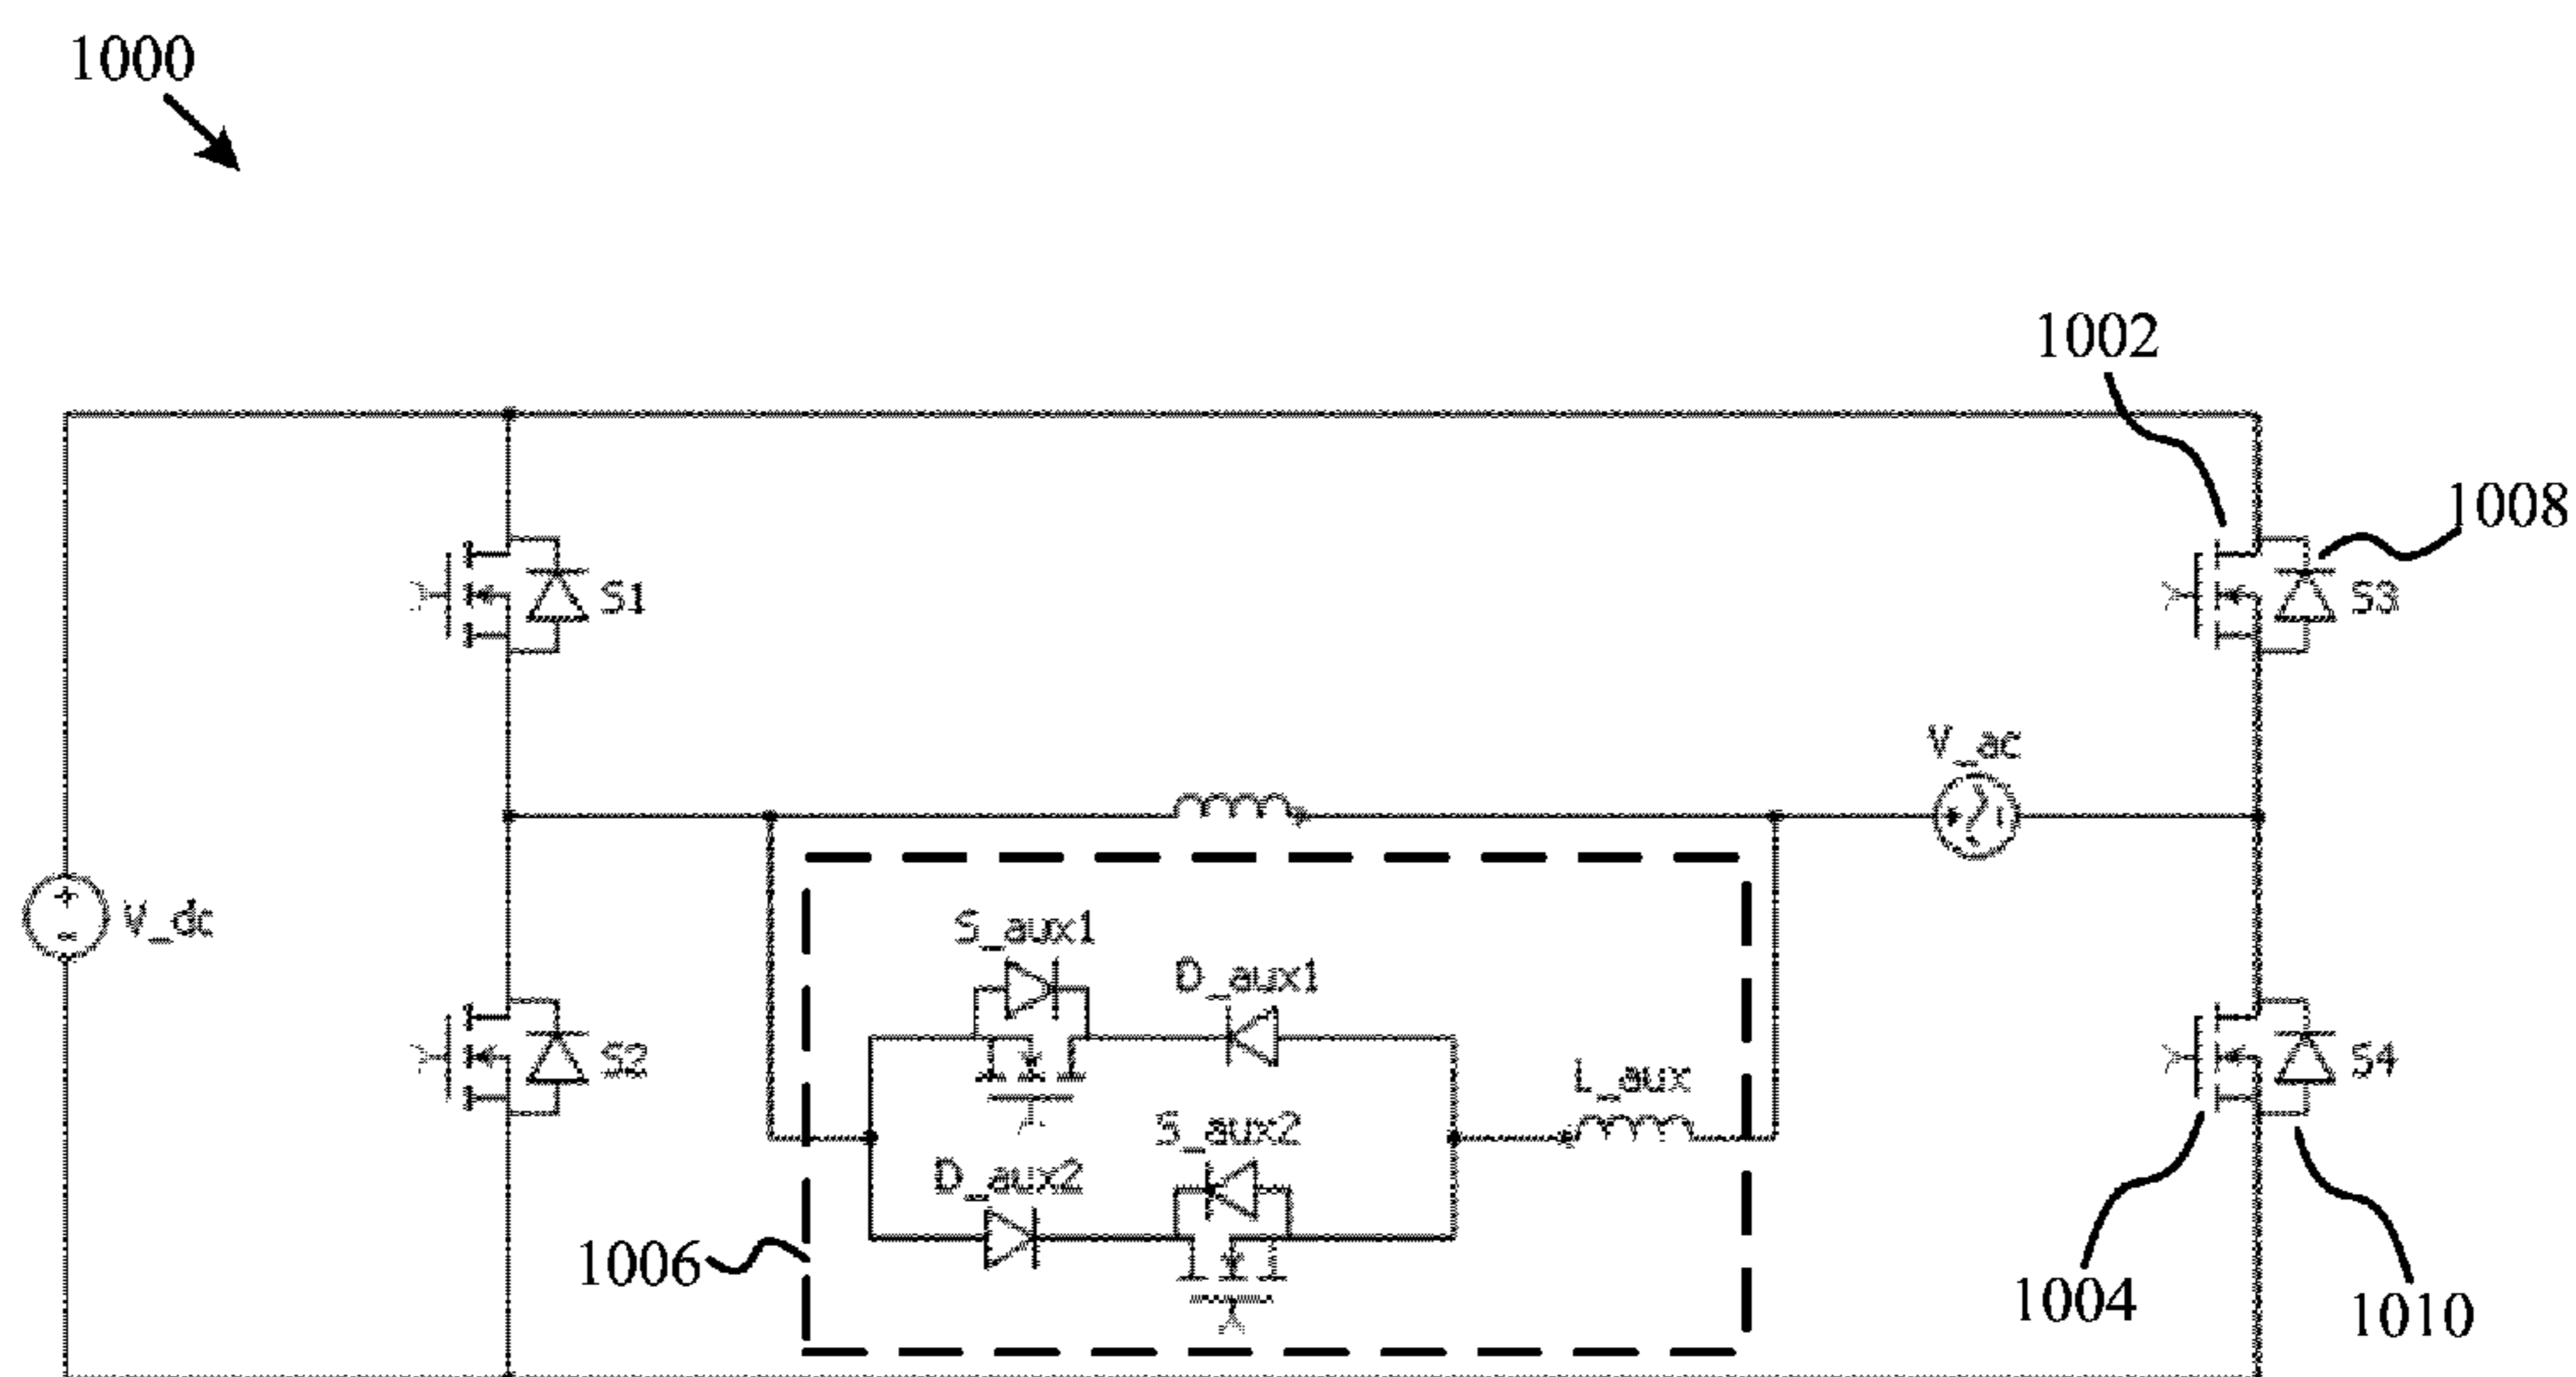 1000
1002
1008
S1
S3
V_ac
V_dc
S_aux1
D_aux1
L_aux
S2
S_aux2
S4
D_aux2
1006
1004
1010